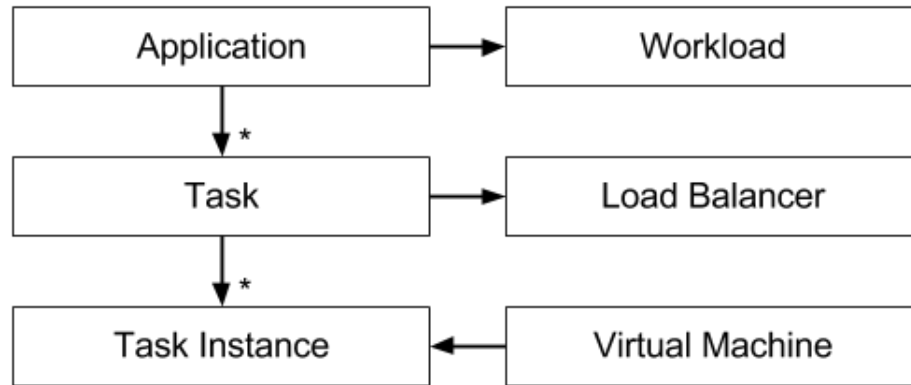 Application
Workload
*
Task
Load Balancer
*
Task Instance
Virtual Machine